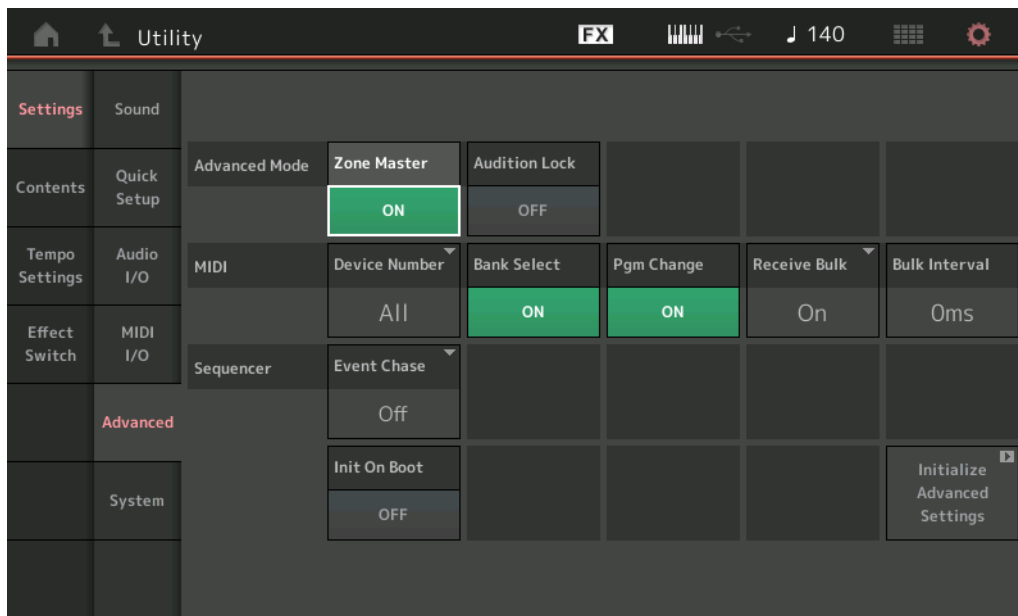 Utility FX 140
Settings Sound
Advanced Mode Zone Master Audition Lock
Contents Quick Setup
ON OFF
Tempo Settings Audio I/O MIDI Device Number Bank Select Pgm Change Receive Bulk Bulk Interval
All ON ON On 0ms
Effect Switch MIDI I/O
Sequencer Event Chase
Advanced Off
Init On Boot
Initialize Advanced Settings
System OFF